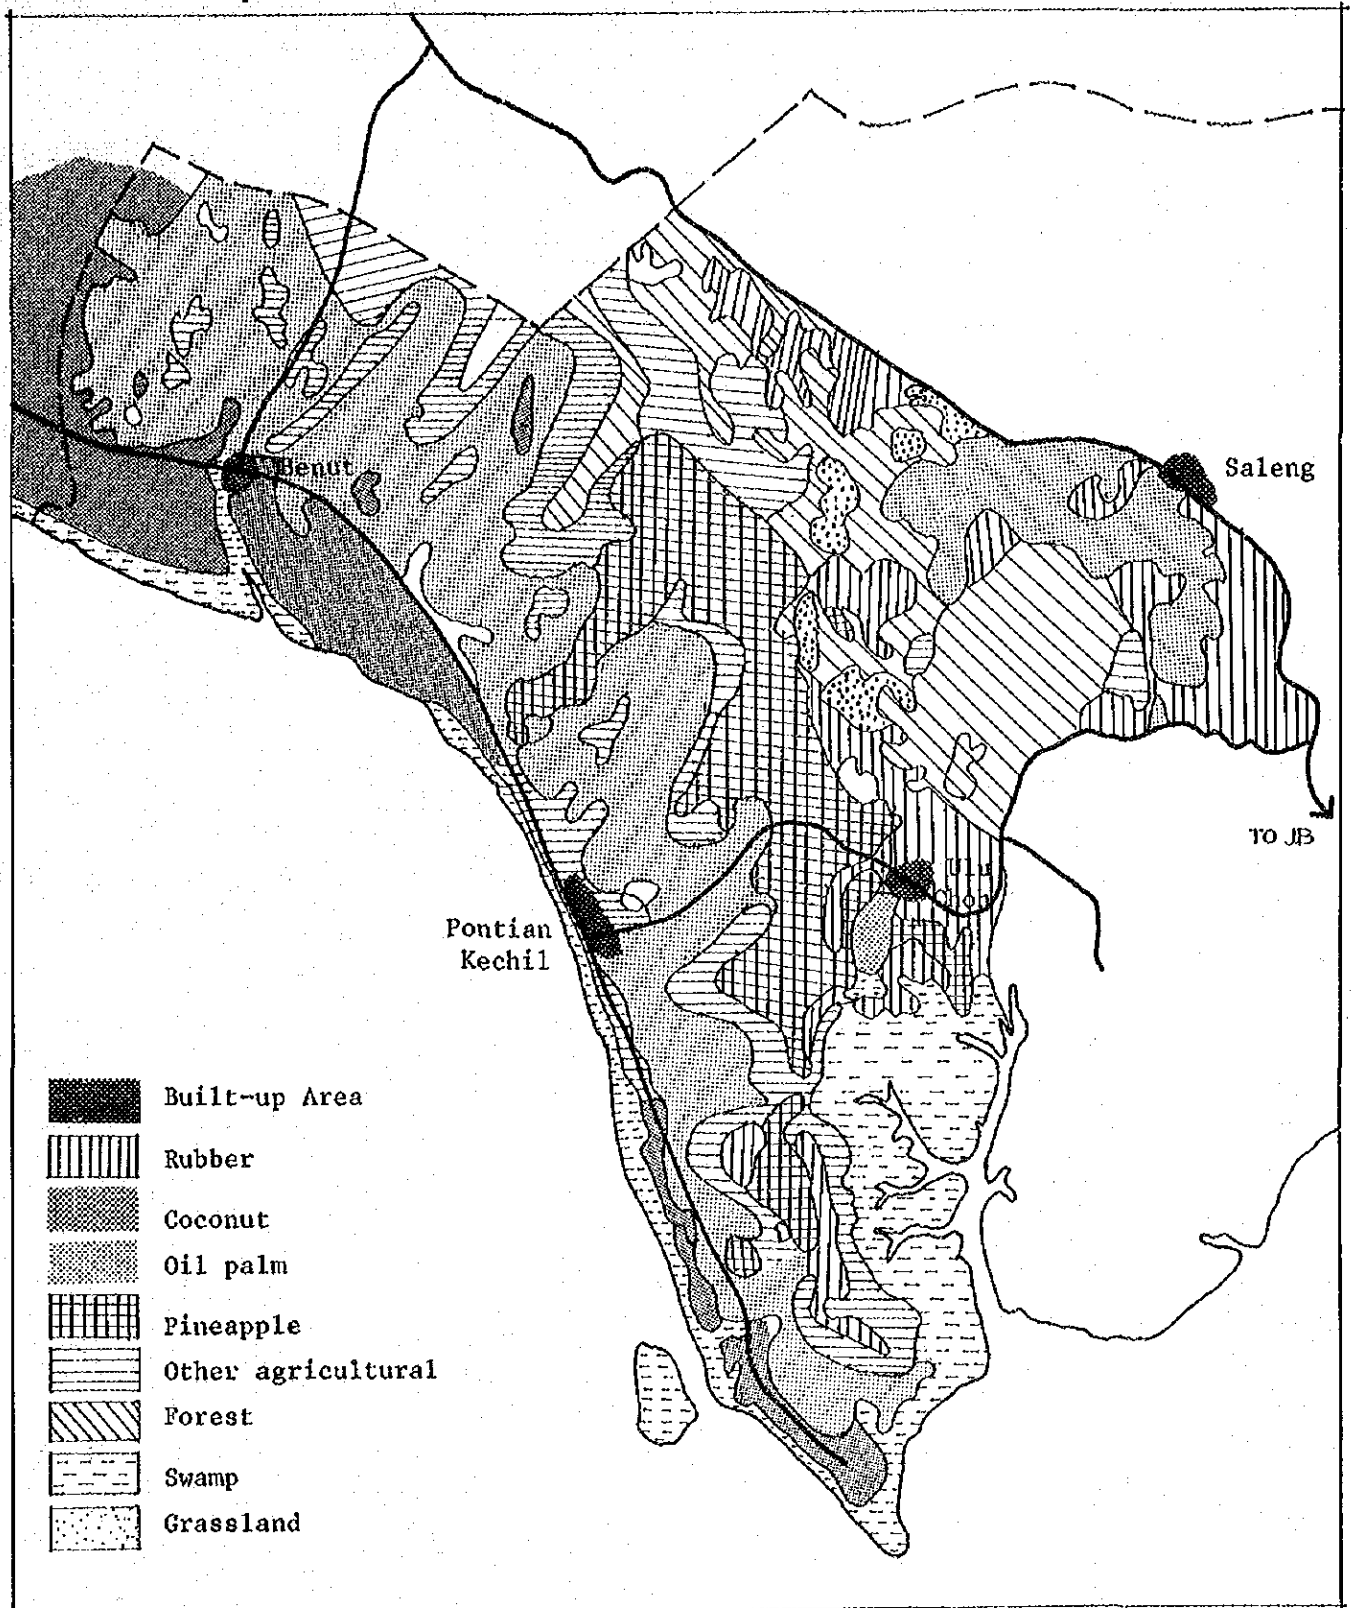 Benut
Saleng
TO JB
Pontian
Kechil
Built-up Area
Rubber
Coconut
Oil palm
Pineapple
Other agricultural
Forest
Swamp
Grassland